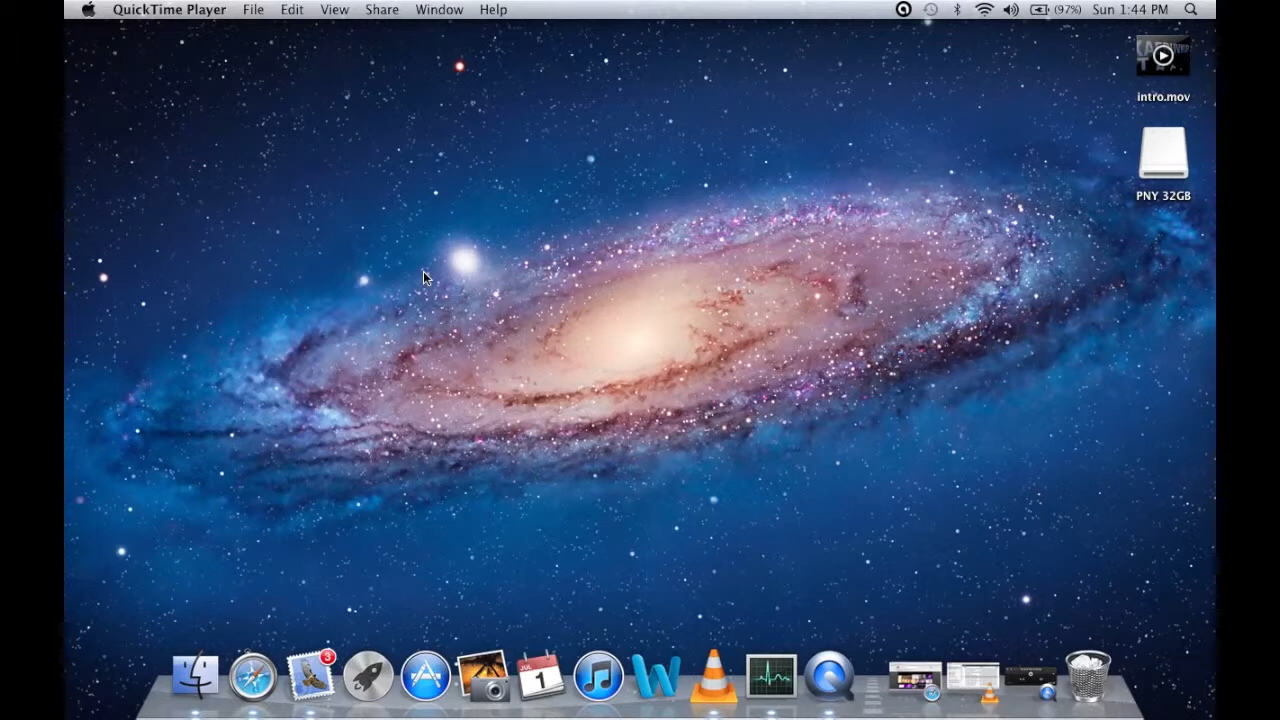 QuickTime Player File Edit View Share Window Help (97%) Sun 1:44 PM
intro.mov
PNY 32GB
3
JUL
1